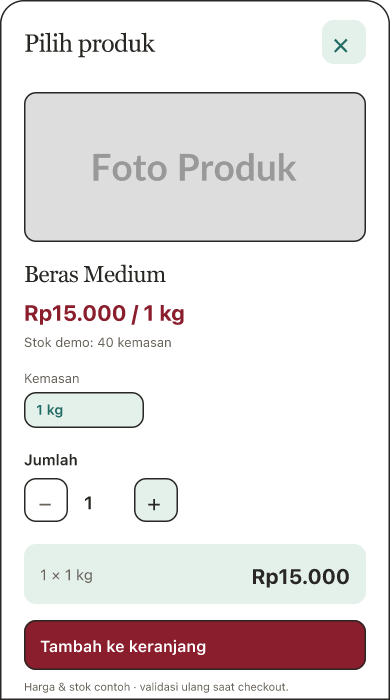 Pilih produk
×
Foto Produk
Beras Medium
Rp15.000 / 1 kg
Stok demo: 40 kemasan
Kemasan
1 kg
Jumlah
− 1 +
1 × 1 kg Rp15.000
Tambah ke keranjang
Harga & stok contoh · validasi ulang saat checkout.